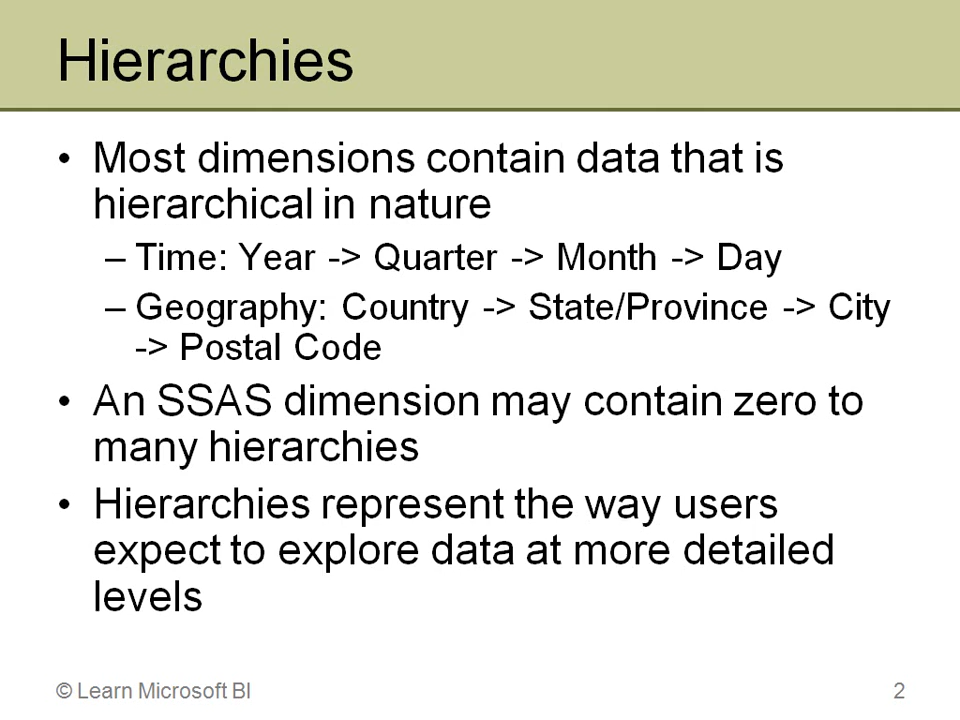 Hierarchies
• Most dimensions contain data that is
hierarchical in nature
– Time: Year -> Quarter -> Month -> Day
– Geography: Country -> State/Province -> City
-> Postal Code
• An SSAS dimension may contain zero to
many hierarchies
• Hierarchies represent the way users
expect to explore data at more detailed
levels
© Learn Microsoft BI
2